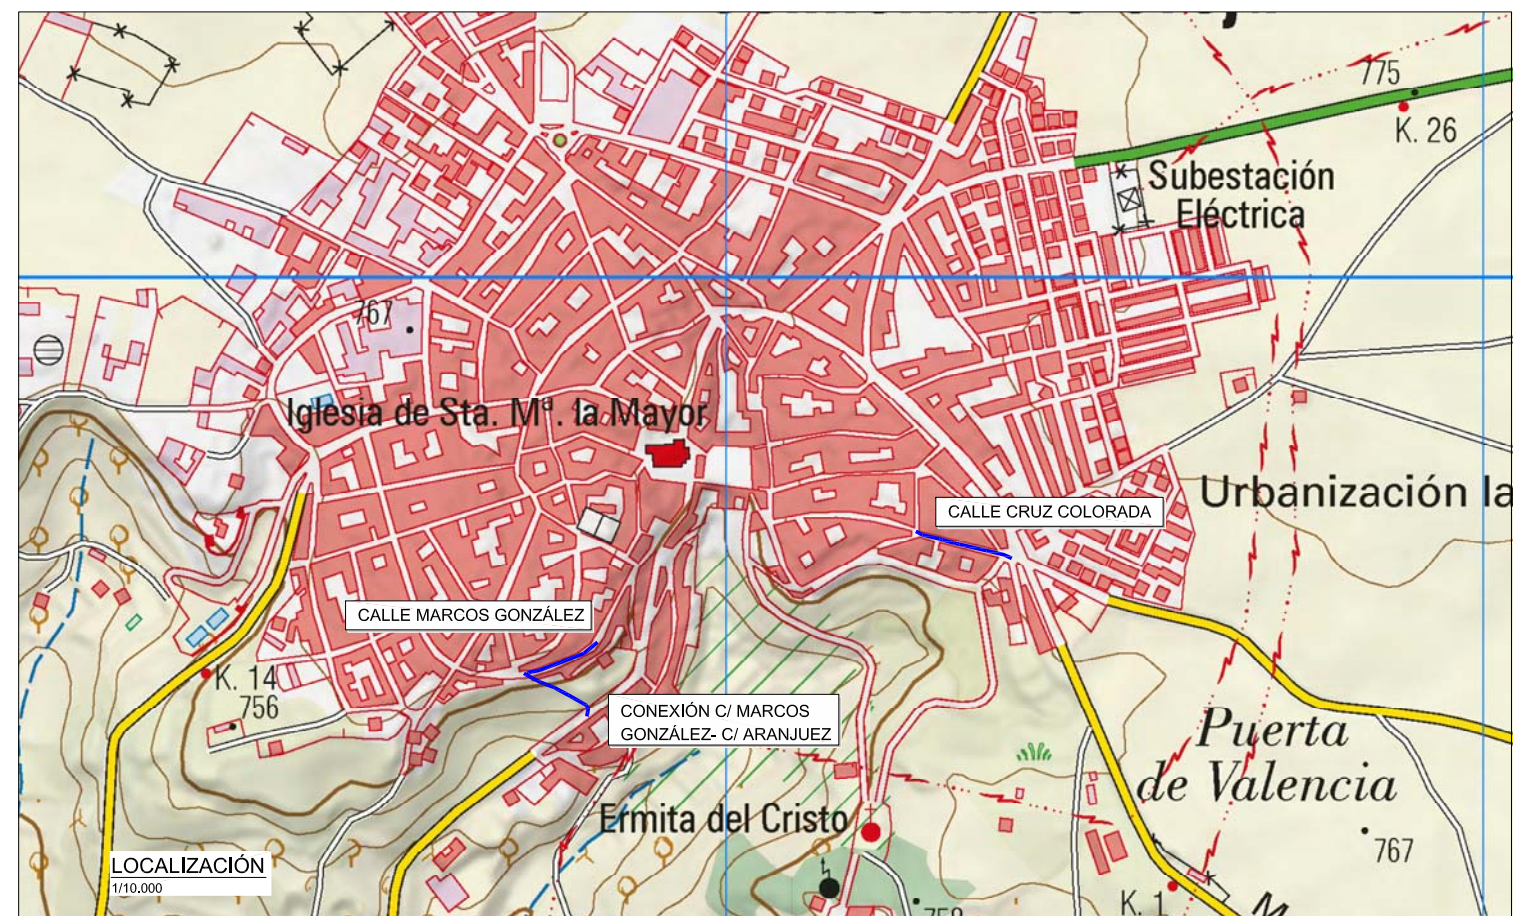 775
K. 26
Subestación
Eléctrica
767
Iglesia de Sta. Mª. la Mayor
Urbanización la
CALLE CRUZ COLORADA
CALLE MARCOS GONZÁLEZ
K. 14
756
CONEXIÓN C/ MARCOS
GONZÁLEZ- C/ ARANJUEZ
Puerta
de Valencia
Ermita del Cristo
767
LOCALIZACIÓN
1/10.000
K. 1